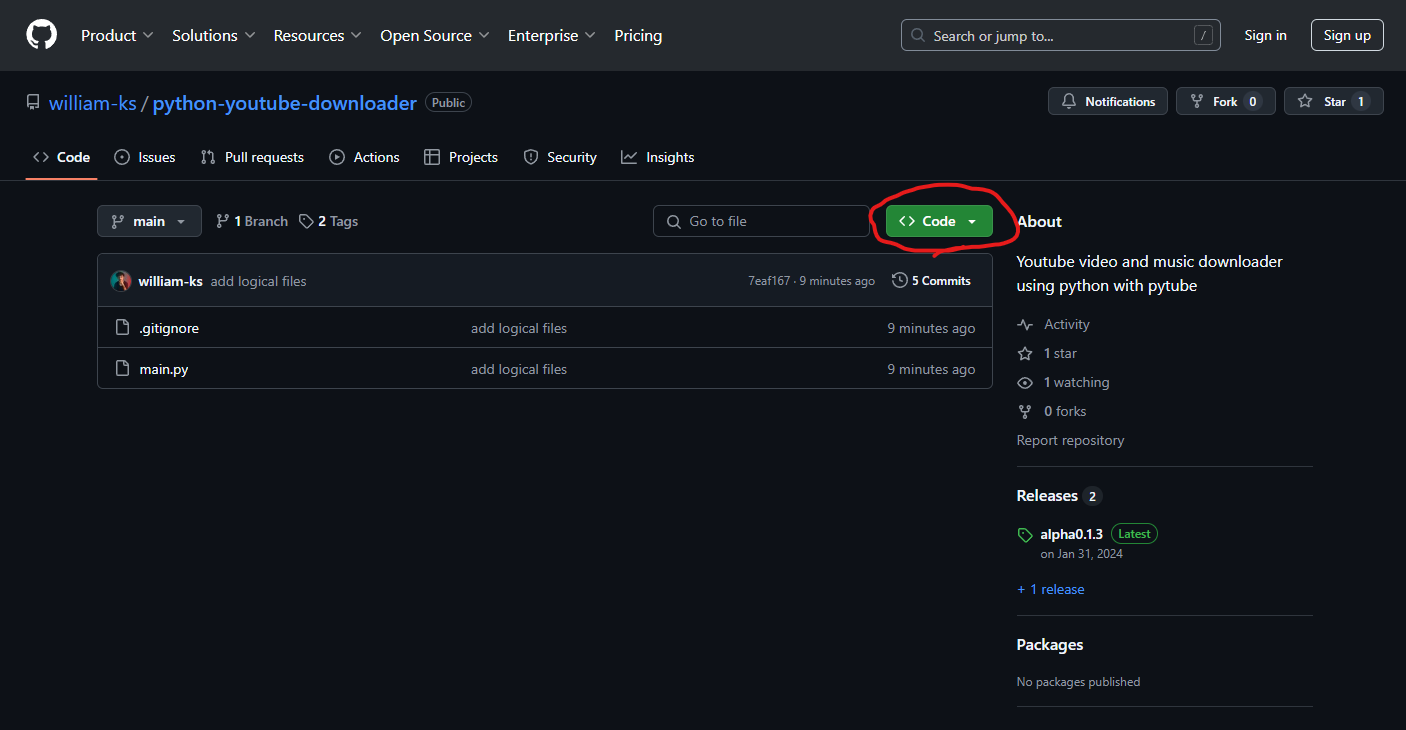 Product Solutions Resources Open Source Enterprise Pricing Search or jump to... / Sign in Sign up
william-ks / python-youtube-downloader Public Notifications Fork 0 Star 1
Code Issues Pull requests Actions Projects Security Insights
main 1 Branch 2 Tags Go to file Code
william-ks add logical files 7eaf167 · 9 minutes ago 5 Commits
.gitignore add logical files 9 minutes ago
main.py add logical files 9 minutes ago
About
Youtube video and music downloader
using python with pytube
Activity
1 star
1 watching
0 forks
Report repository
Releases 2
alpha0.1.3 Latest
on Jan 31, 2024
+ 1 release
Packages
No packages published